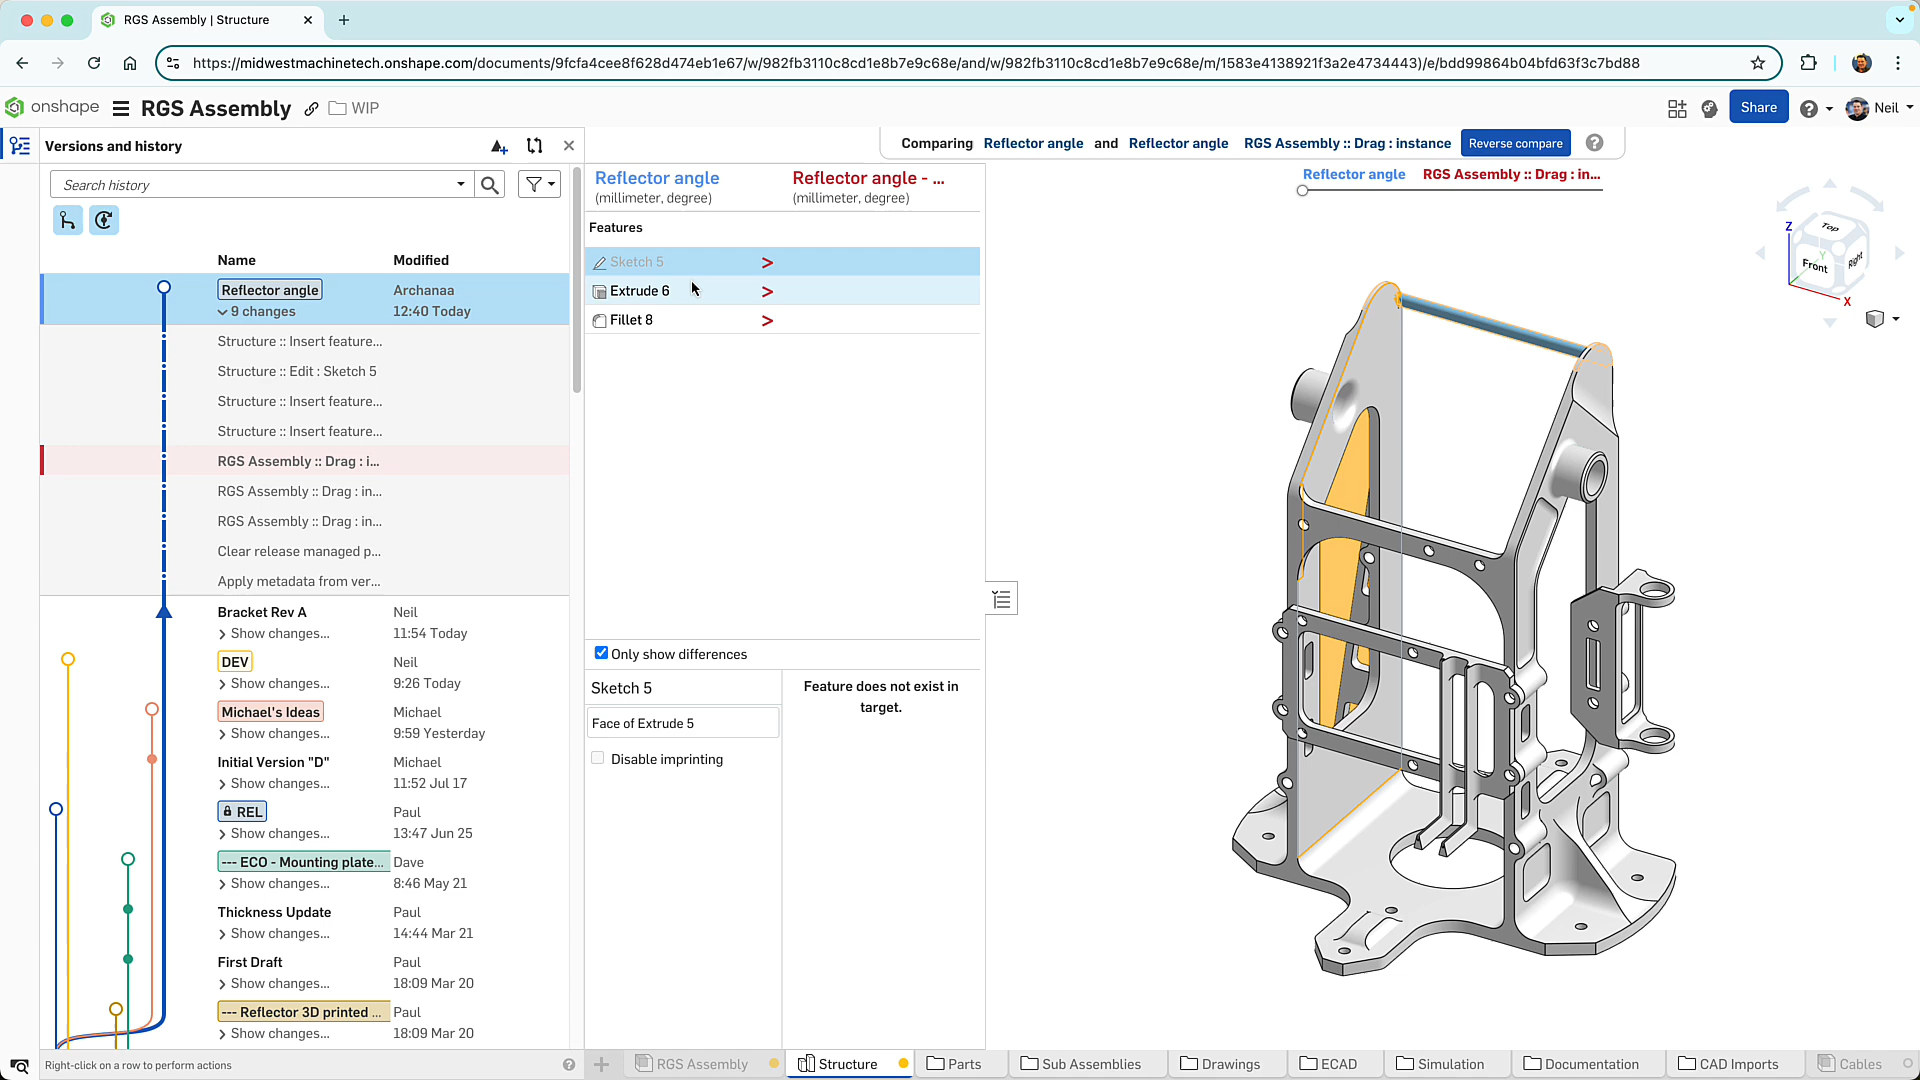 RGS Assembly | Structure
https://midwestmachinetech.onshape.com/documents/9fcfa4cee8f628d474eb1e67/w/982fb3110c8cd1e8b7e9c68e/and/w/982fb3110c8cd1e8b7e9c68e/m/1583e4138921f3a2e4734443)/e/bdd99864b04bfd63f3c7bd88
onshape RGS Assembly WIP Share Neil
Versions and history
Comparing Reflector angle and Reflector angle RGS Assembly :: Drag : instance Reverse compare
Search history
Reflector angle Reflector angle - ...
(millimeter, degree) (millimeter, degree)
Reflector angle RGS Assembly :: Drag : in...
Features
Name Modified
Sketch 5 >
Extrude 6 >
Fillet 8 >
Reflector angle Archanaa
9 changes 12:40 Today
Structure :: Insert feature...
Structure :: Edit : Sketch 5
Structure :: Insert feature...
Structure :: Insert feature...
RGS Assembly :: Drag : i...
RGS Assembly :: Drag : in...
RGS Assembly :: Drag : in...
Clear release managed p...
Apply metadata from ver...
Bracket Rev A Neil
Show changes... 11:54 Today
DEV Neil
Show changes... 9:26 Today
Michael's Ideas Michael
Show changes... 9:59 Yesterday
Initial Version "D" Michael
Show changes... 11:52 Jul 17
REL Paul
Show changes... 13:47 Jun 25
--- ECO - Mounting plate... Dave
Show changes... 8:46 May 21
Thickness Update Paul
Show changes... 14:44 Mar 21
First Draft Paul
Show changes... 18:09 Mar 20
--- Reflector 3D printed ... Paul
Show changes... 18:09 Mar 20
Right-click on a row to perform actions
Only show differences
Sketch 5
Face of Extrude 5
Disable imprinting
Feature does not exist in
target.
Top
Front
Right
Z
Y
X
RGS Assembly Structure Parts Sub Assemblies Drawings ECAD Simulation Documentation CAD Imports Cables